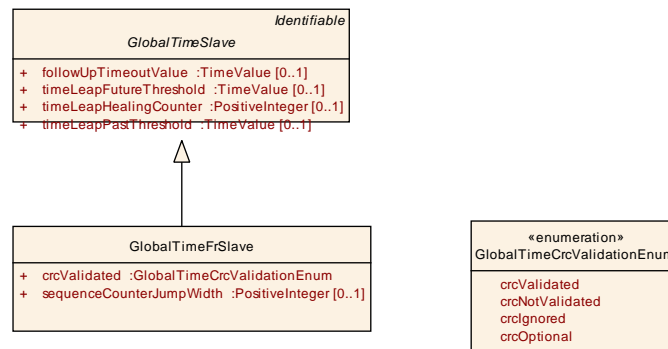 Identifiable
GlobalTimeSlave
+ followUpTimeoutValue :TimeValue [0..1]
+ timeLeapFutureThreshold :TimeValue [0..1]
+ timeLeapHealingCounter :PositiveInteger [0..1]
+ timeLeapPastThreshold :TimeValue [0..1]
GlobalTimeFrSlave
+ crcValidated :GlobalTimeCrcValidationEnum
+ sequenceCounterJumpWidth :PositiveInteger [0..1]
«enumeration»
GlobalTimeCrcValidationEnum
crcValidated
crcNotValidated
crcIgnored
crcOptional